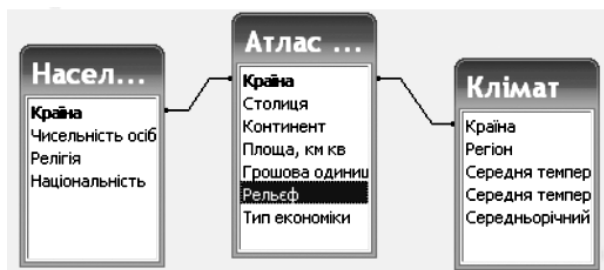 Насел...
Країна
Чисельність осіб
Релігія
Національність
Атлас ...
Країна
Столиця
Континент
Площа, км кв
Грошова одиниц
Рельєф
Тип економіки
Клімат
Країна
Регіон
Середня темпер
Середня темпер
Середньорічний